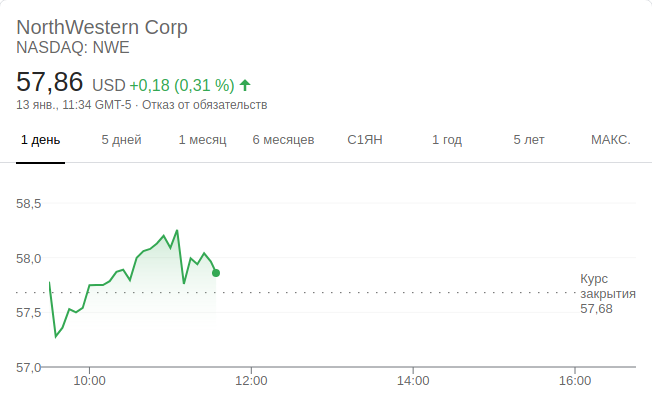 NorthWestern Corp
NASDAQ: NWE
57,86 USD +0,18 (0,31 %)
13 янв., 11:34 GMT-5 · Отказ от обязательств
1 день 5 дней 1 месяц 6 месяцев С1ЯН 1 год 5 лет МАКС.
58,5
58,0
57,5
57,0
Курс
закрытия
57,68
10:00 12:00 14:00 16:00